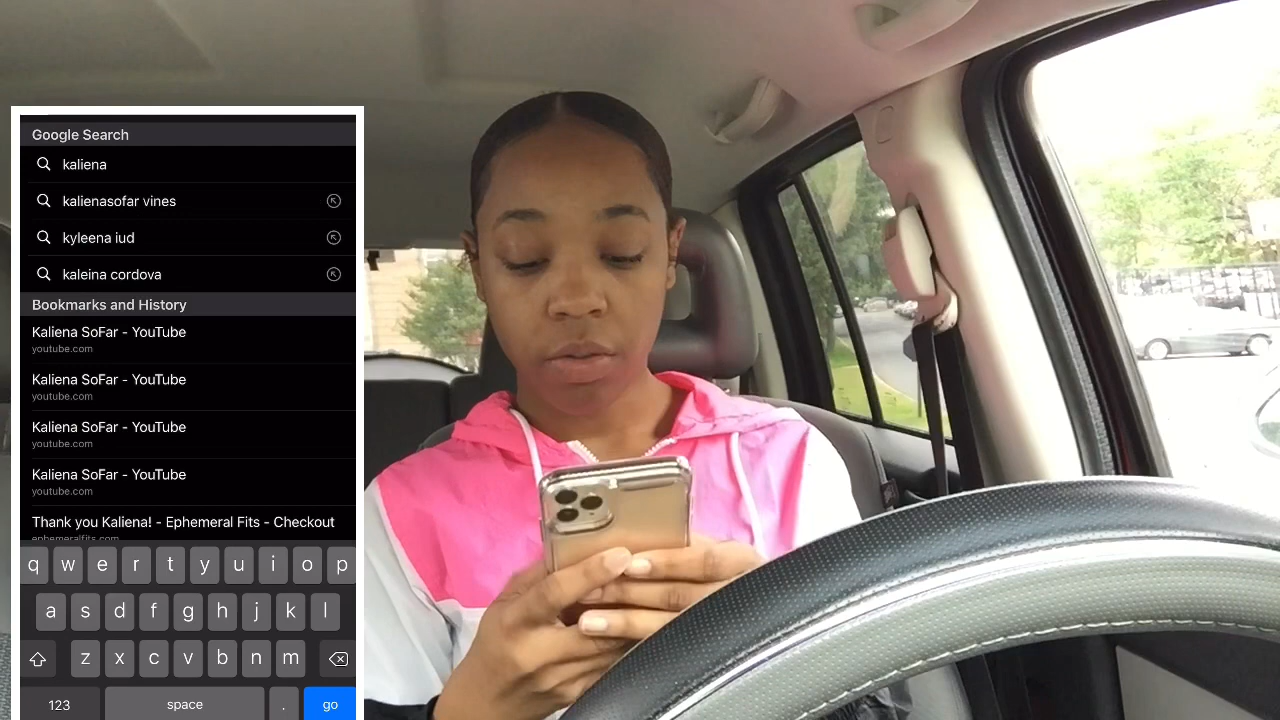 Google Search
kaliena
kalienasofar vines
kyleena iud
kaleina cordova
Bookmarks and History
Kaliena SoFar - YouTube
youtube.com
Kaliena SoFar - YouTube
youtube.com
Kaliena SoFar - YouTube
youtube.com
Kaliena SoFar - YouTube
youtube.com
Thank you Kaliena! - Ephemeral Fits - Checkout
ephemeralfits.com
q w e r t y u i o p
a s d f g h j k l
z x c v b n m
123 space . go